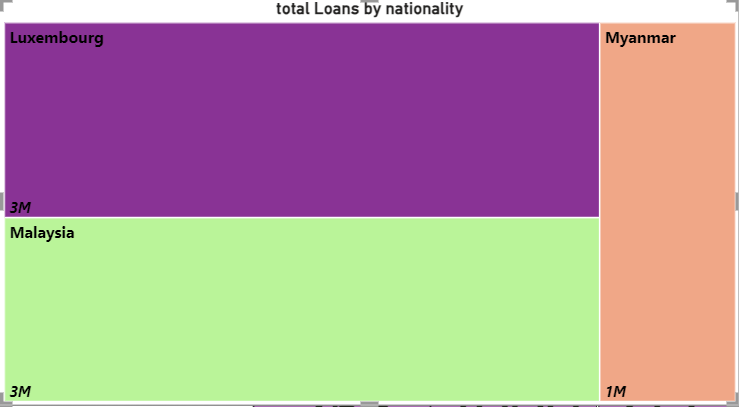 total Loans by nationality
Luxembourg
3M
Malaysia
3M
Myanmar
1M